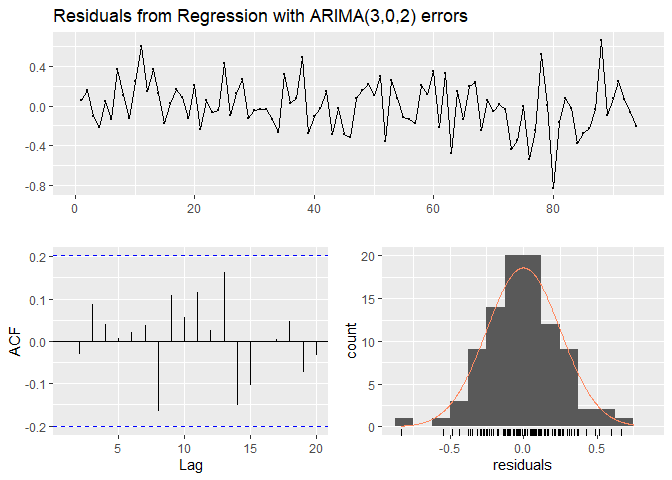 Residuals from Regression with ARIMA(3,0,2) errors
0.4
0.0
-0.4
-0.8
0 20 40 60 80
0.2
0.1
0.0
-0.1
-0.2
ACF
5 10 15 20
Lag
20
15
10
5
0
count
-0.5 0.0 0.5
residuals